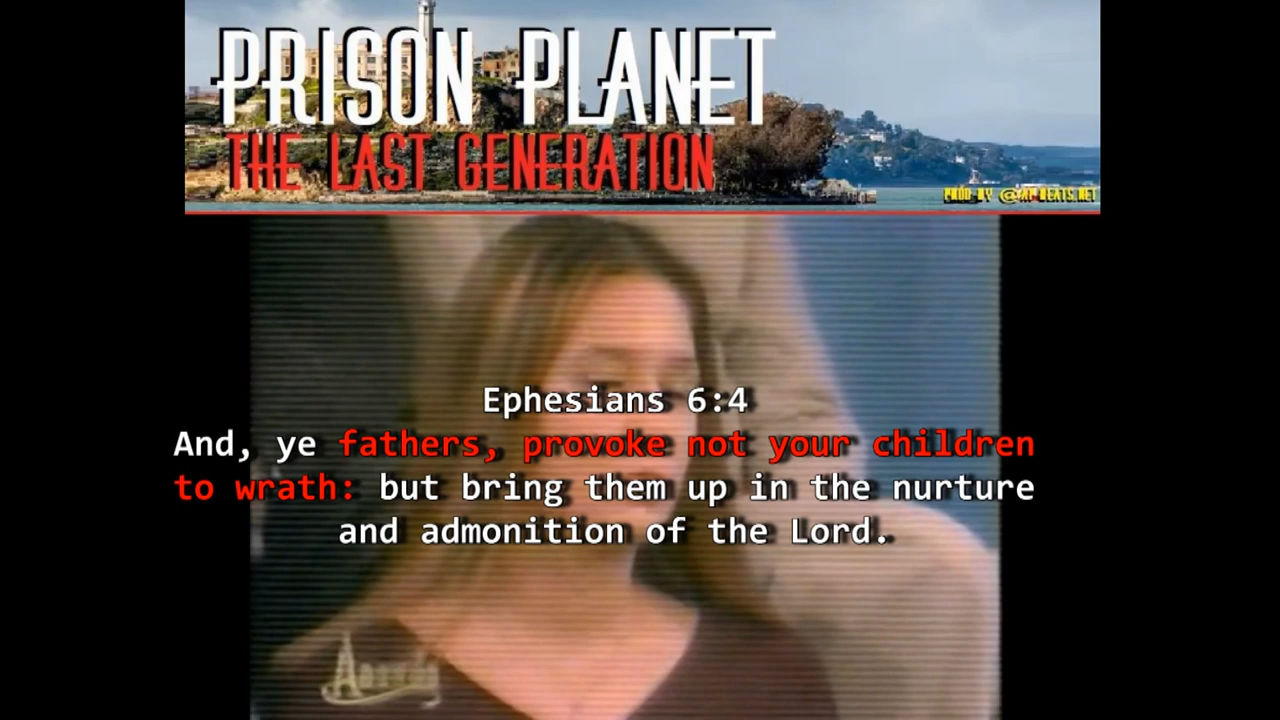 PRISON PLANET
THE LAST GENERATION
Ephesians 6:4
And, ye fathers, provoke not your children
to wrath: but bring them up in the nurture
and admonition of the Lord.